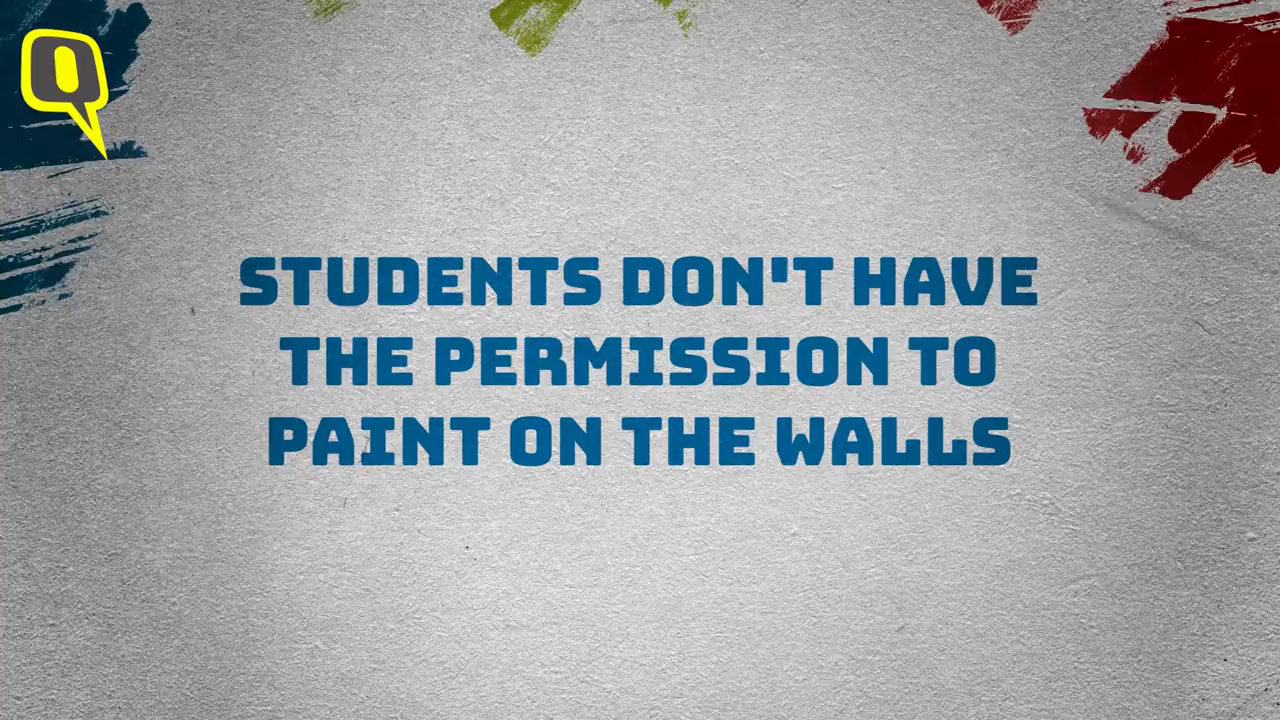 STUDENTS DON'T HAVE
THE PERMISSION TO
PAINT ON THE WALLS